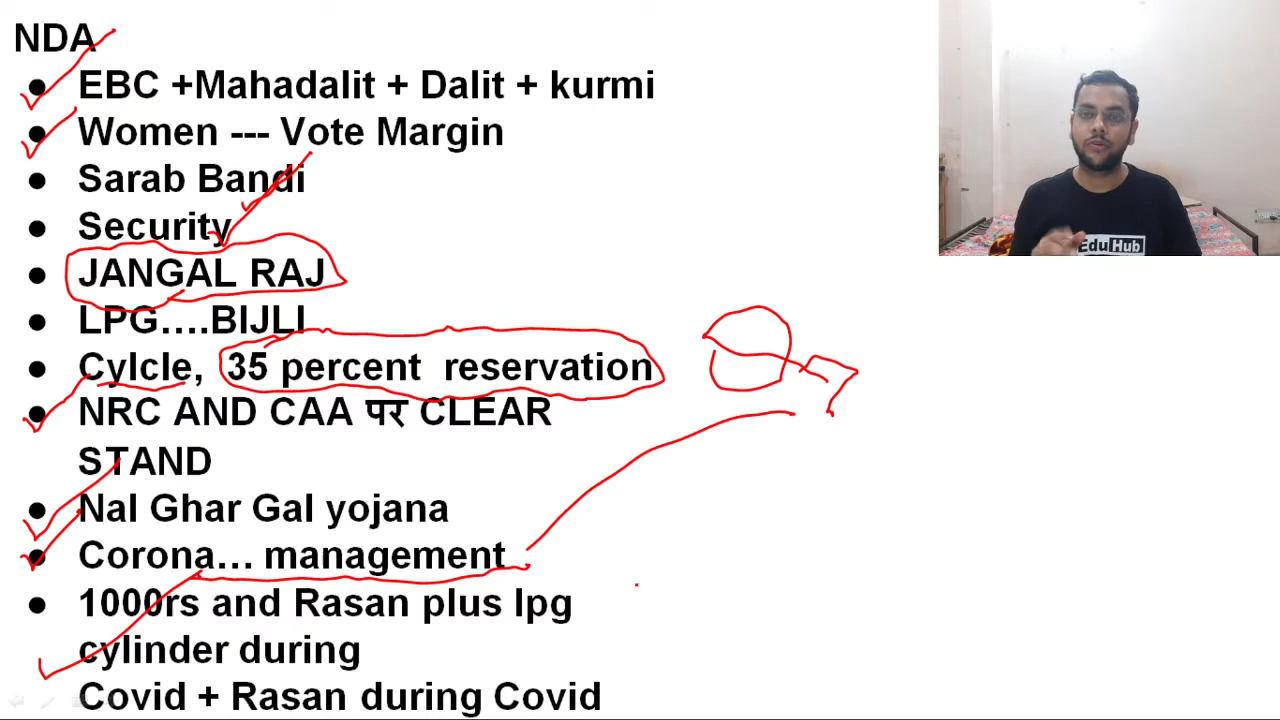 NDA
● EBC +Mahadalit + Dalit + kurmi
● Women --- Vote Margin
● Sarab Bandi
● Security
● JANGAL RAJ
● LPG....BIJLI
● Cylcle, 35 percent reservation
● NRC AND CAA पर CLEAR
STAND
● Nal Ghar Gal yojana
● Corona... management
● 1000rs and Rasan plus lpg
cylinder during
Covid + Rasan during Covid
EduHub